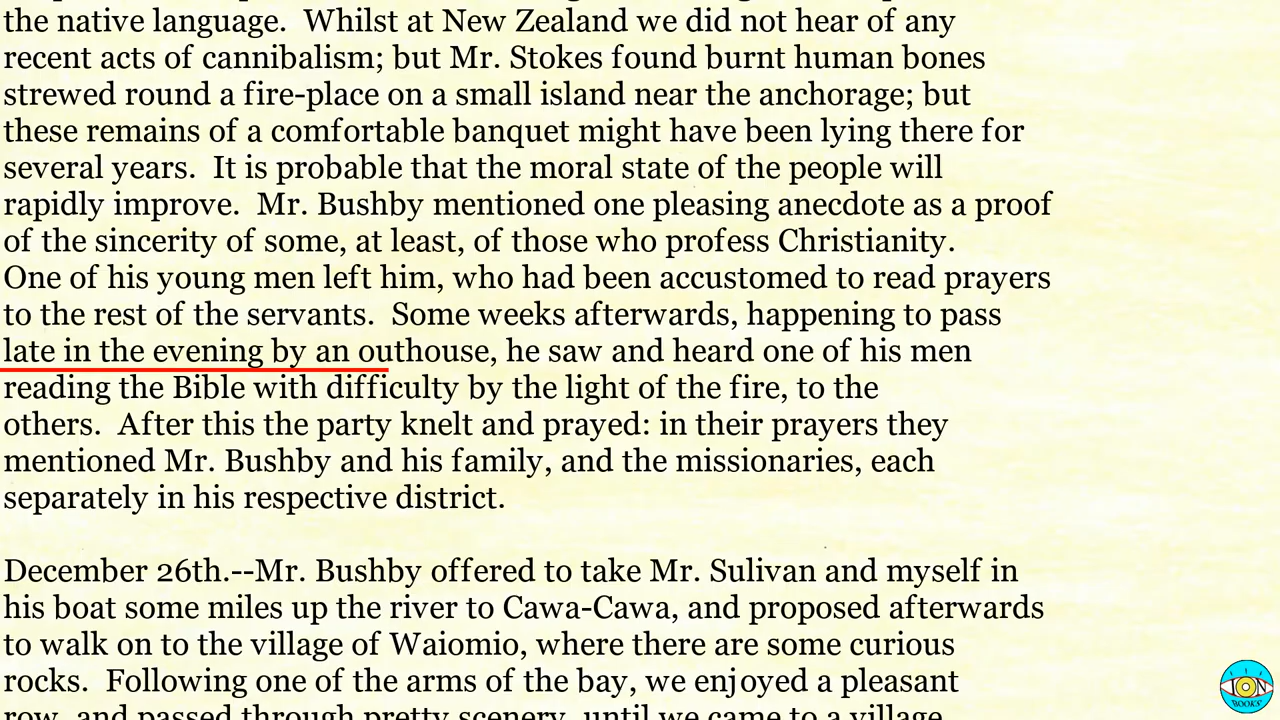 the native language.  Whilst at New Zealand we did not hear of any
recent acts of cannibalism; but Mr. Stokes found burnt human bones
strewed round a fire-place on a small island near the anchorage; but
these remains of a comfortable banquet might have been lying there for
several years.  It is probable that the moral state of the people will
rapidly improve.  Mr. Bushby mentioned one pleasing anecdote as a proof
of the sincerity of some, at least, of those who profess Christianity.
One of his young men left him, who had been accustomed to read prayers
to the rest of the servants.  Some weeks afterwards, happening to pass
late in the evening by an outhouse, he saw and heard one of his men
reading the Bible with difficulty by the light of the fire, to the
others.  After this the party knelt and prayed: in their prayers they
mentioned Mr. Bushby and his family, and the missionaries, each
separately in his respective district.
December 26th.--Mr. Bushby offered to take Mr. Sulivan and myself in
his boat some miles up the river to Cawa-Cawa, and proposed afterwards
to walk on to the village of Waiomio, where there are some curious
rocks.  Following one of the arms of the bay, we enjoyed a pleasant
row, and passed through pretty scenery, until we came to a village,